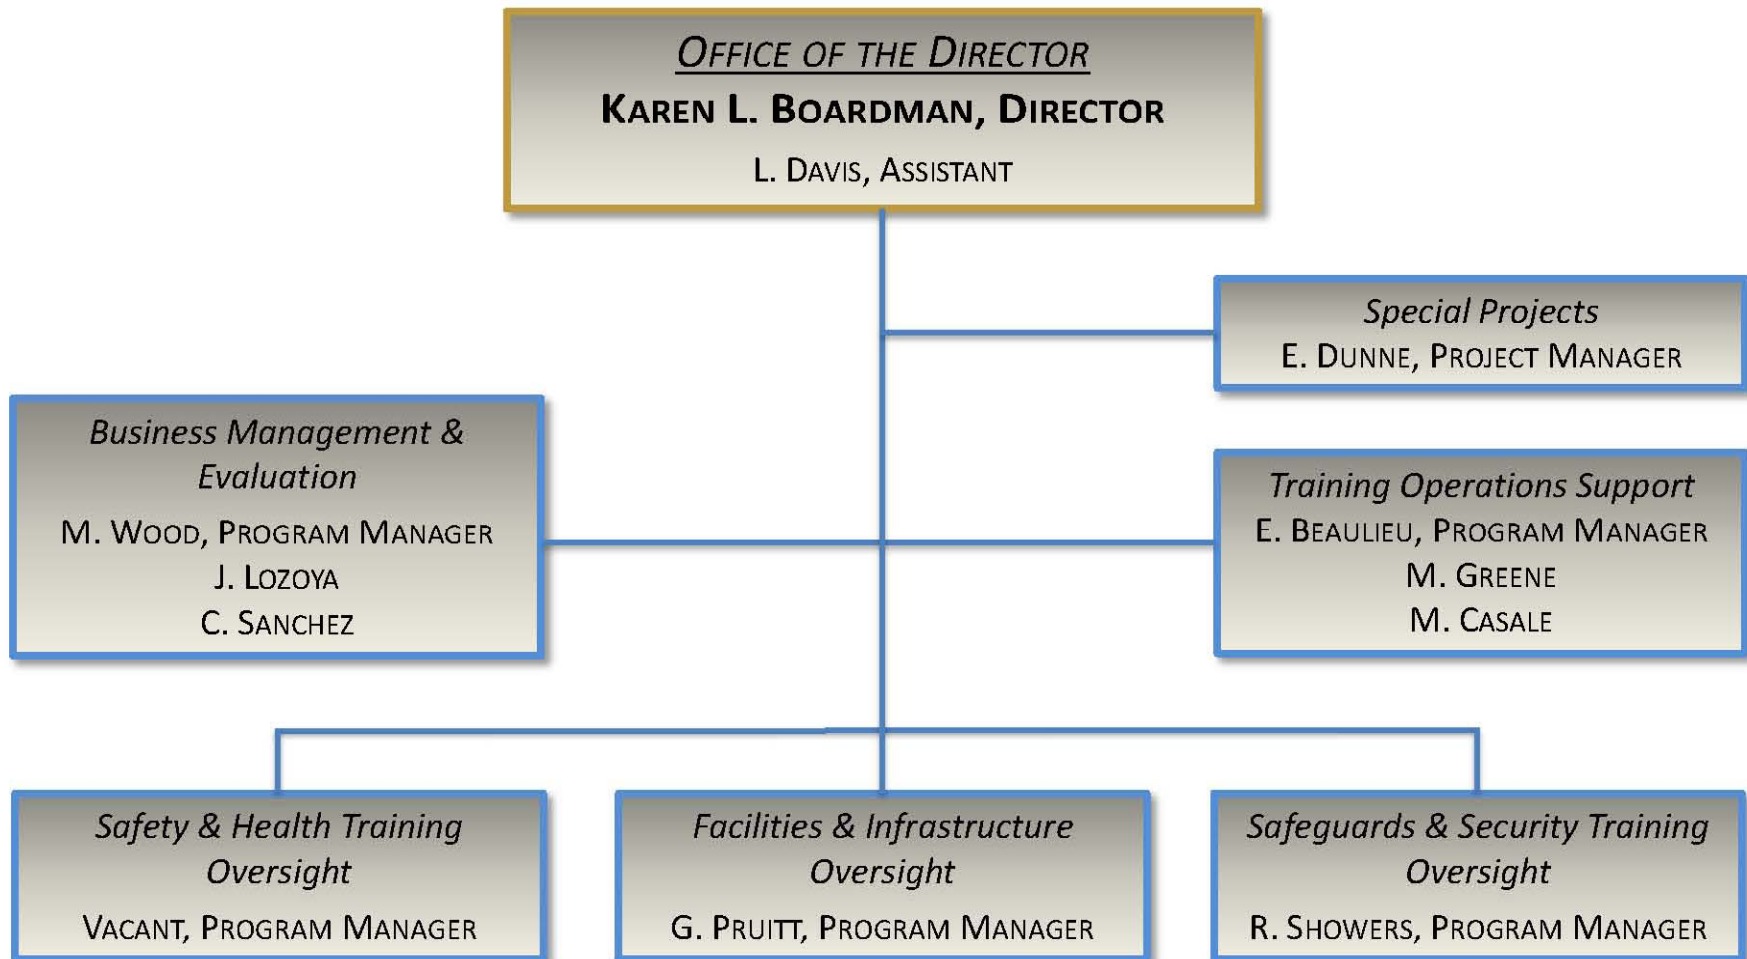 OFFICE OF THE DIRECTOR
KAREN L. BOARDMAN, DIRECTOR
L. DAVIS, ASSISTANT
Special Projects
E. DUNNE, PROJECT MANAGER
Business Management &
Evaluation
M. WOOD, PROGRAM MANAGER
J. LOZOYA
C. SANCHEZ
Training Operations Support
E. BEAULIEU, PROGRAM MANAGER
M. GREENE
M. CASALE
Safety & Health Training
Oversight
VACANT, PROGRAM MANAGER
Facilities & Infrastructure
Oversight
G. PRUITT, PROGRAM MANAGER
Safeguards & Security Training
Oversight
R. SHOWERS, PROGRAM MANAGER